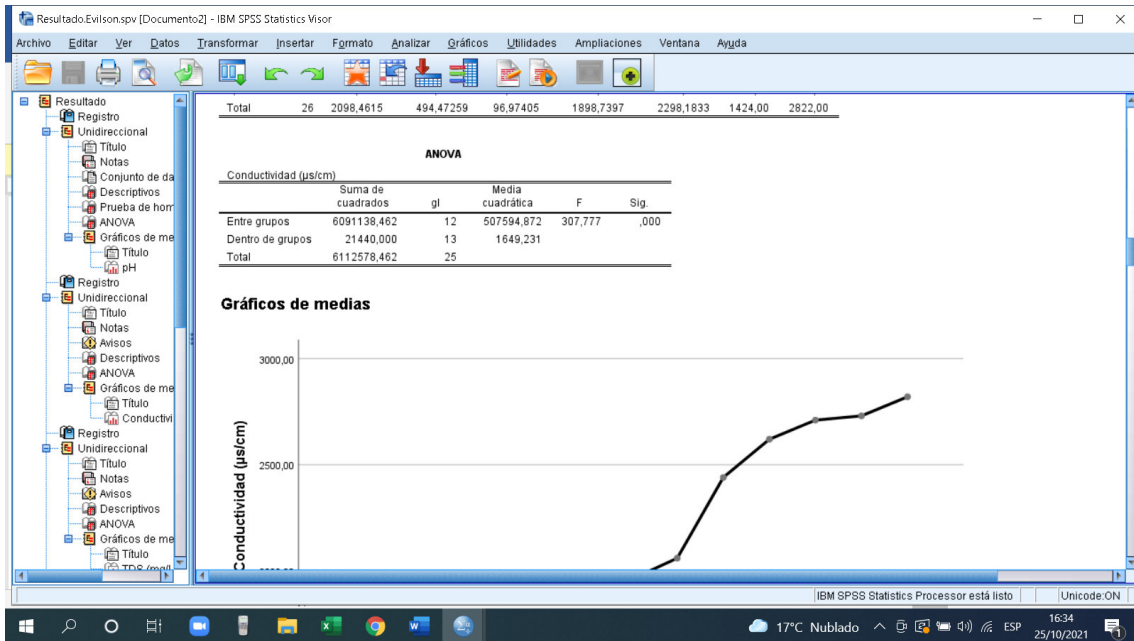 Resultado.Evilson.spv [Documento2] - IBM SPSS Statistics Visor
Archivo Editar Ver Datos Transformar Insertar Formato Analizar Gráficos Utilidades Ampliaciones Ventana Ayuda
Resultado
Registro
Unidireccional
Título
Notas
Conjunto de da
Descriptivos
Prueba de hom
ANOVA
Gráficos de me
Título
pH
Registro
Unidireccional
Título
Notas
Avisos
Descriptivos
ANOVA
Gráficos de me
Título
Conductivi
Registro
Unidireccional
Título
Notas
Avisos
Descriptivos
ANOVA
Gráficos de me
Título
Total 26 2098,4615 494,47259 96,97405 1898,7397 2298,1833 1424,00 2822,00
ANOVA
Conductividad (µs/cm)
Suma de cuadrados gl Media cuadrática F Sig.
Entre grupos 6091138,462 12 507594,872 307,777 ,000
Dentro de grupos 21440,000 13 1649,231
Total 6112578,462 25
Gráficos de medias
3000,00
2500,00
Conductividad (µs/cm)
IBM SPSS Statistics Processor está listo Unicode:ON
17°C Nublado ESP 16:34
25/10/2021